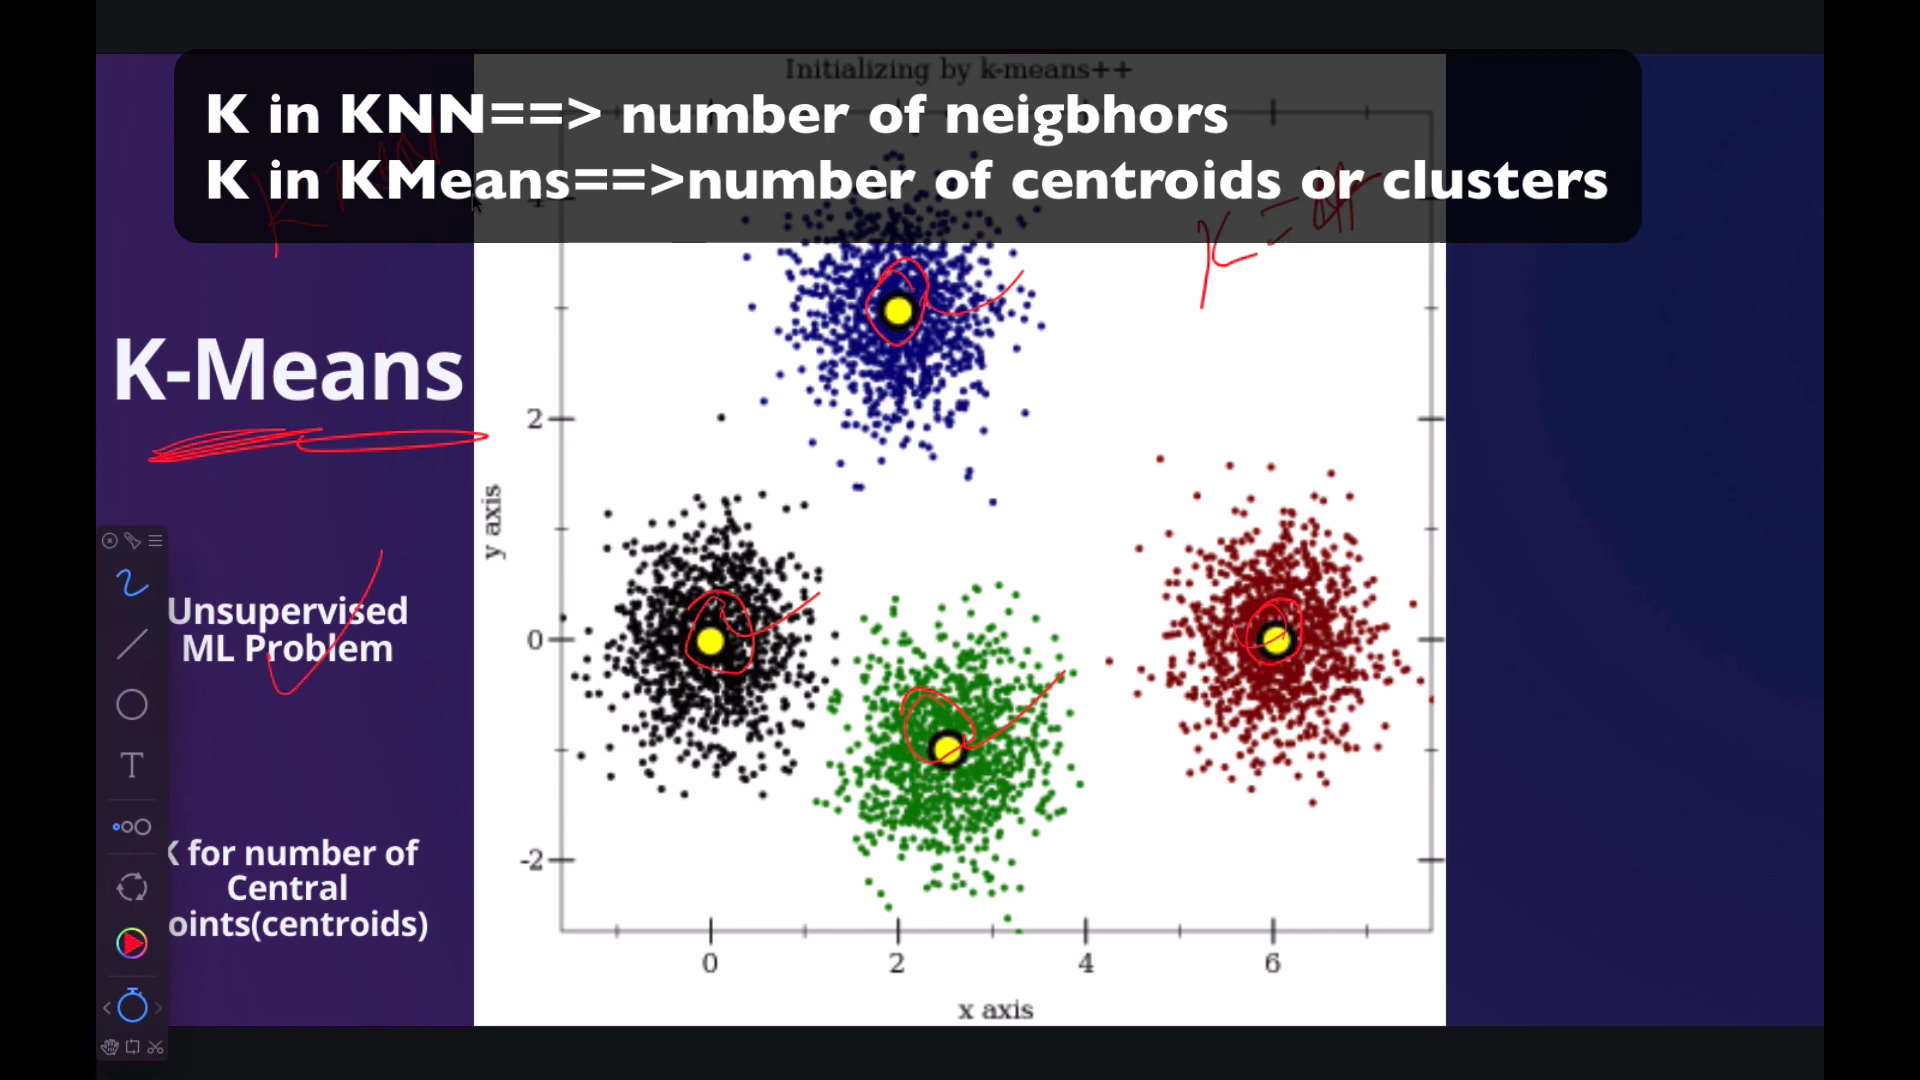 Initializing by k-means++
K in KNN==> number of neigbhors
K in KMeans==>number of centroids or clusters
K-Means
Unsupervised
ML Problem
K for number of
Central
oints(centroids)
y axis
4
2
0
-2
0
2
4
6
x axis
K =
T